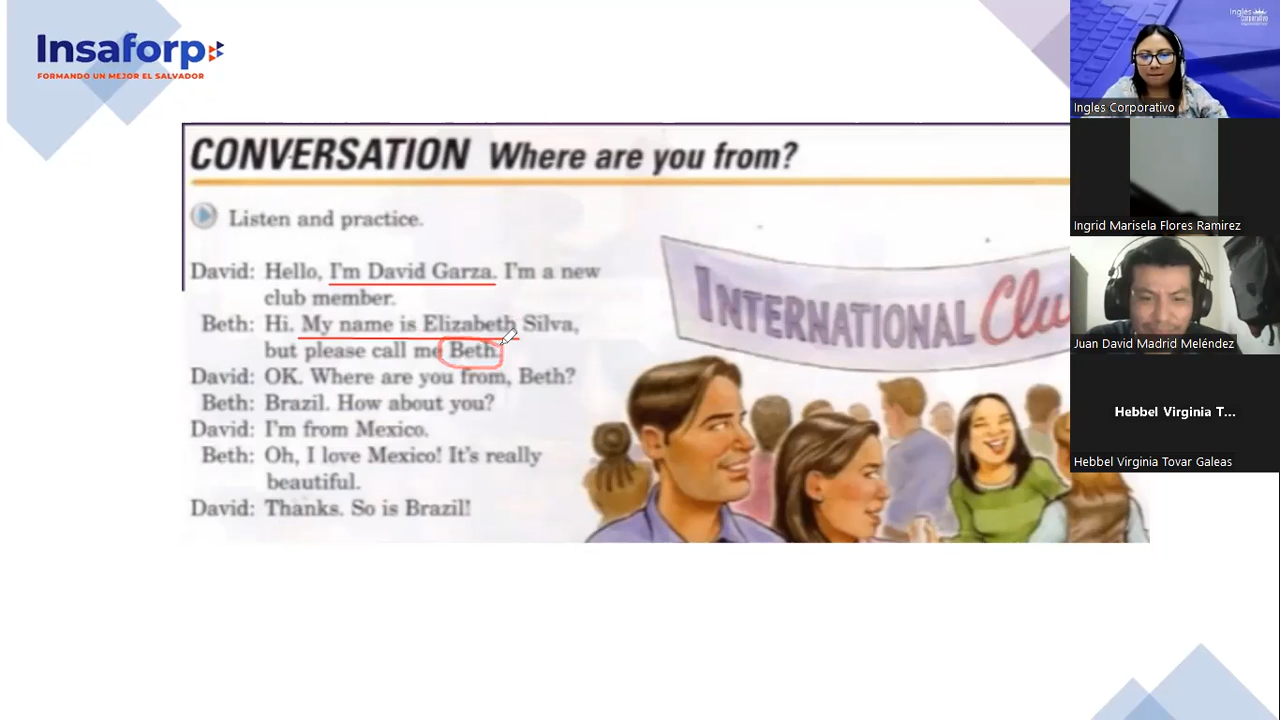 Insaforp
FORMANDO UN MEJOR EL SALVADOR
CONVERSATION Where are you from?
Listen and practice.
David: Hello, I'm David Garza. I'm a new
club member.
Beth: Hi. My name is Elizabeth Silva,
but please call me Beth.
David: OK. Where are you from, Beth?
Beth: Brazil. How about you?
David: I'm from Mexico.
Beth: Oh, I love Mexico! It's really
beautiful.
David: Thanks. So is Brazil!
INTERNATIONAL Clu
Inglés
Corporativo
Ingles Corporativo
Ingrid Marisela Flores Ramirez
Juan David Madrid Meléndez
Hebbel Virginia T...
Hebbel Virginia Tovar Galeas